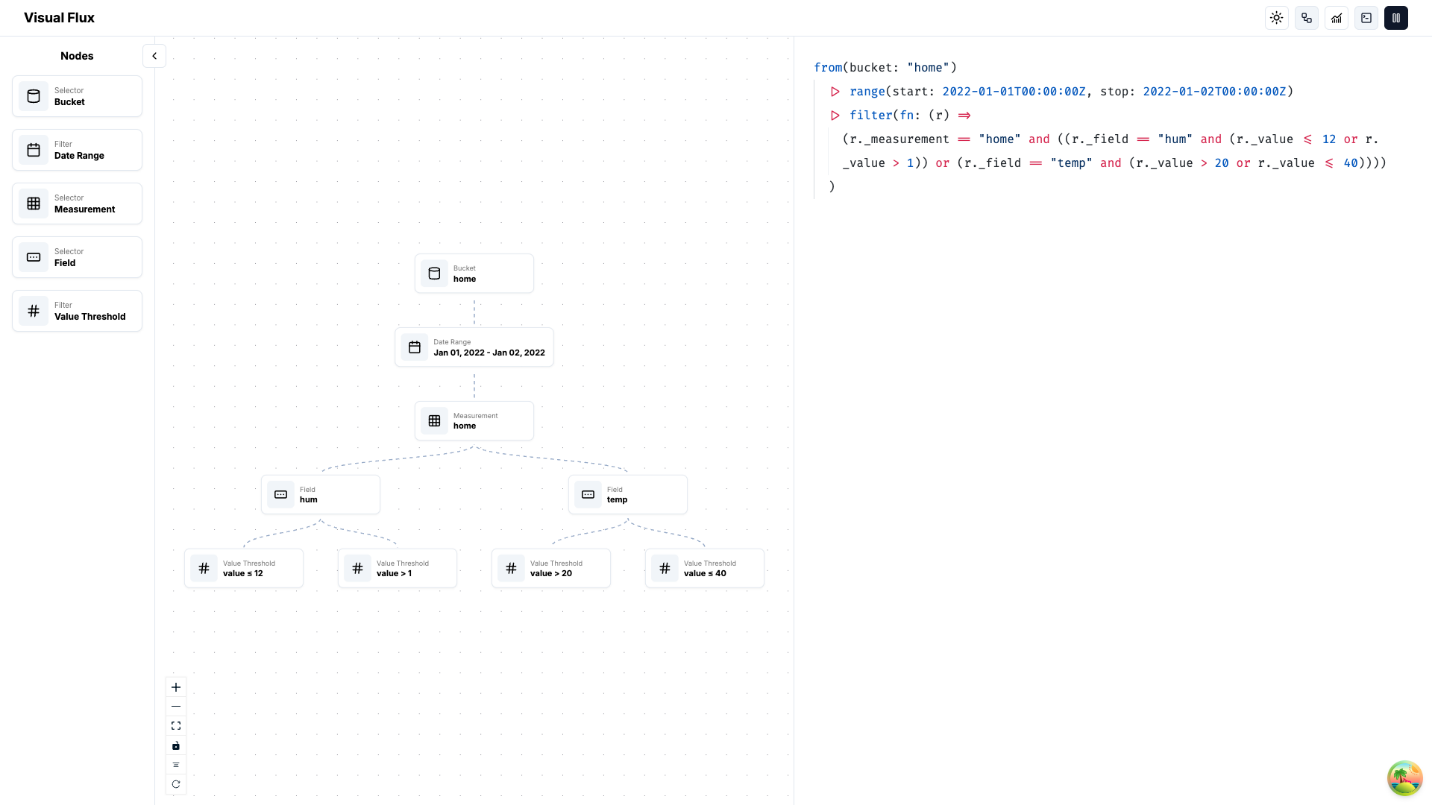 Visual Flux
Nodes
Selector
Bucket
Filter
Date Range
Selector
Measurement
Selector
Field
Filter
Value Threshold
Bucket
home
Date Range
Jan 01, 2022 - Jan 02, 2022
Measurement
home
Field
hum
Field
temp
Value Threshold
value ≤ 12
Value Threshold
value > 1
Value Threshold
value > 20
Value Threshold
value ≤ 40
from(bucket: "home")
▷ range(start: 2022-01-01T00:00:00Z, stop: 2022-01-02T00:00:00Z)
▷ filter(fn: (r) ⇒
(r._measurement == "home" and ((r._field == "hum" and (r._value ≤ 12 or r.
_value > 1)) or (r._field == "temp" and (r._value > 20 or r._value ≤ 40))))
)